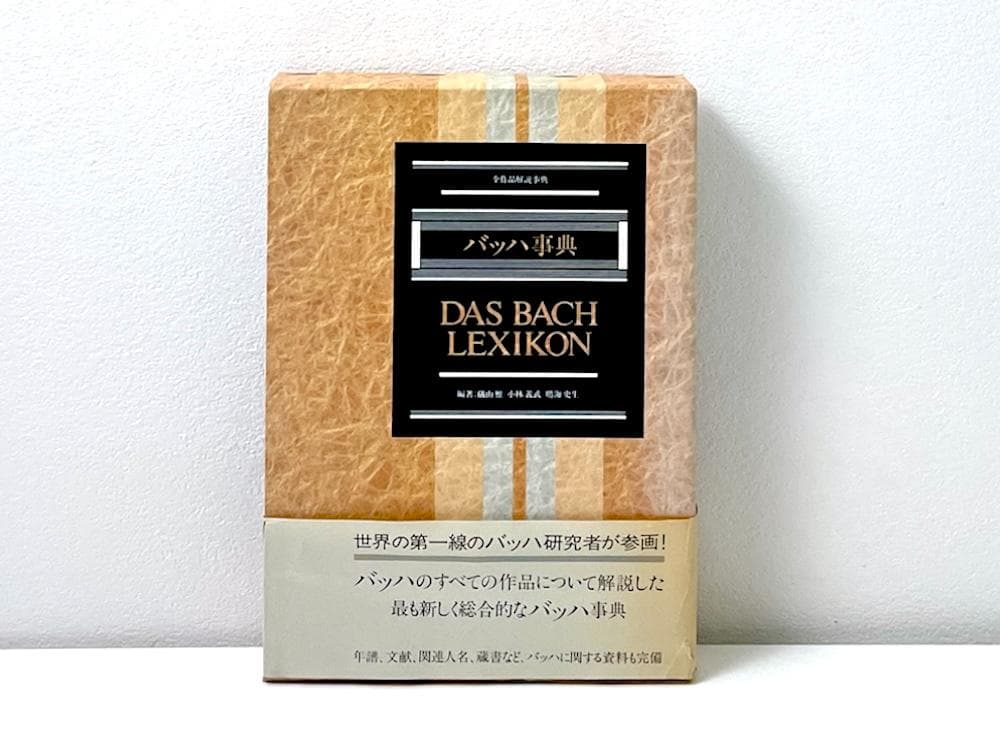 全作品解説事典
バッハ事典
DAS BACH
LEXIKON
編著:礒山雅 小林義武 鳴海史生
世界の第一線のバッハ研究者が参画!
バッハのすべての作品について解説した
最も新しく総合的なバッハ事典
年譜、文献、関連人名、蔵書など、バッハに関する資料も完備